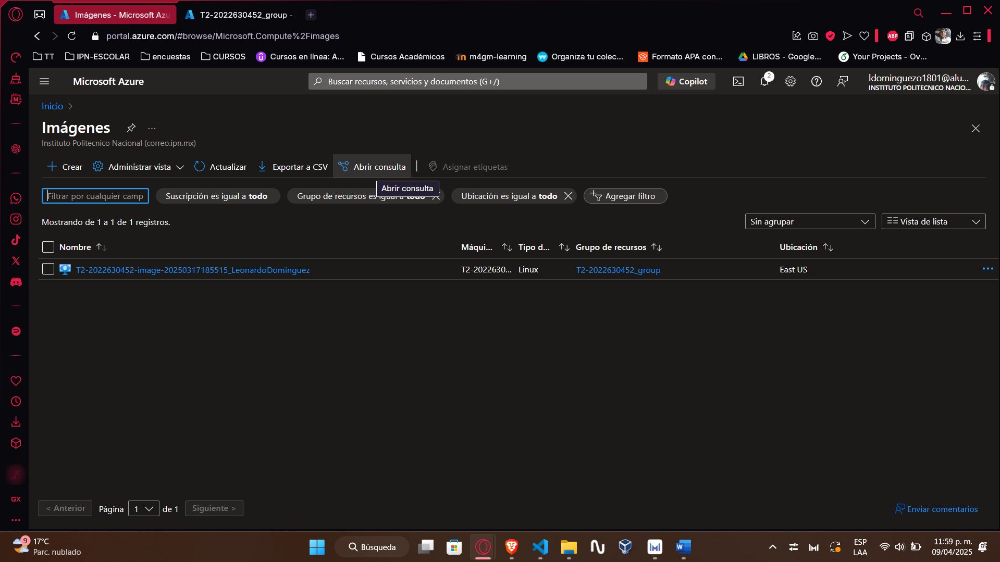 Imágenes - Microsoft Azu
T2-2022630452_group -
portal.azure.com/#browse/Microsoft.Compute%2Fimages
ABP
TT
IPN-ESCOLAR
encuestas
CURSOS
Cursos en línea: A...
Cursos Académicos
m4gm-learning
Organiza tu colec...
Formato APA con...
LIBROS - Google...
Your Projects - Ov...
Microsoft Azure
Buscar recursos, servicios y documentos (G+/)
Copilot
2
ldominguezo1801@alu...
INSTITUTO POLITECNICO NACIO...
Inicio
Imágenes
Instituto Politecnico Nacional (correo.ipn.mx)
Crear
Administrar vista
Actualizar
Exportar a CSV
Abrir consulta
Asignar etiquetas
Abrir consulta
Filtrar por cualquier camp
Suscripción es igual a todo
Grupo de recursos es igual a todo
Ubicación es igual a todo
Agregar filtro
Mostrando de 1 a 1 de 1 registros.
Sin agrupar
Vista de lista
Nombre
Máqui...
Tipo d...
Grupo de recursos
Ubicación
T2-2022630452-image-20250317185515_LeonardoDominguez
T2-2022630...
Linux
T2-2022630452_group
East US
< Anterior
Página
1
de 1
Siguiente >
Enviar comentarios
GX
9
17°C
Parc. nublado
Búsqueda
ESP
LAA
11:59 p. m.
09/04/2025